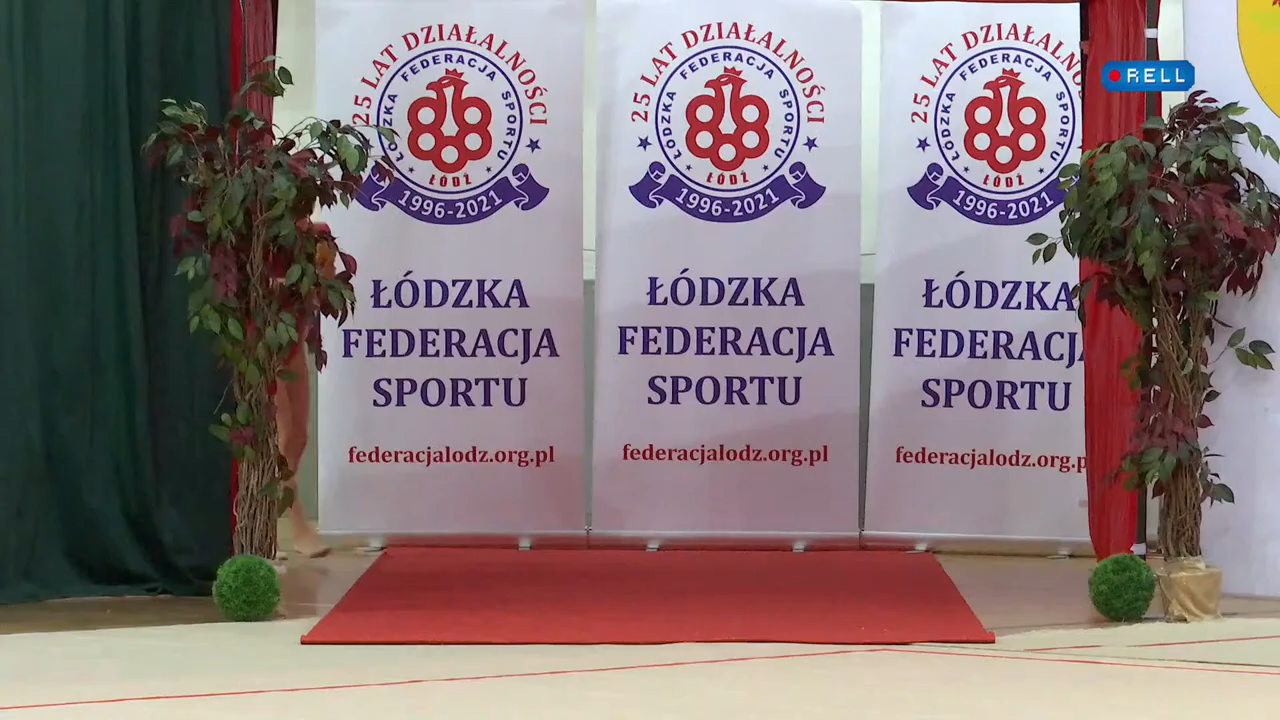 25 LAT DZIAŁALNOŚCI
ŁÓDZKA FEDERACJA SPORTU
ŁÓDŹ
1996-2021
ŁÓDZKA
FEDERACJA
SPORTU
federacjalodz.org.pl
25 LAT DZIAŁALNOŚCI
ŁÓDZKA FEDERACJA SPORTU
ŁÓDŹ
1996-2021
ŁÓDZKA
FEDERACJA
SPORTU
federacjalodz.org.pl
25 LAT DZIAŁALNOŚ
ŁÓDZKA FEDERACJA SPORTU
ŁÓDŹ
1996-2021
ŁÓDZKA
FEDERACJA
SPORTU
federacjalodz.org.p
RELL